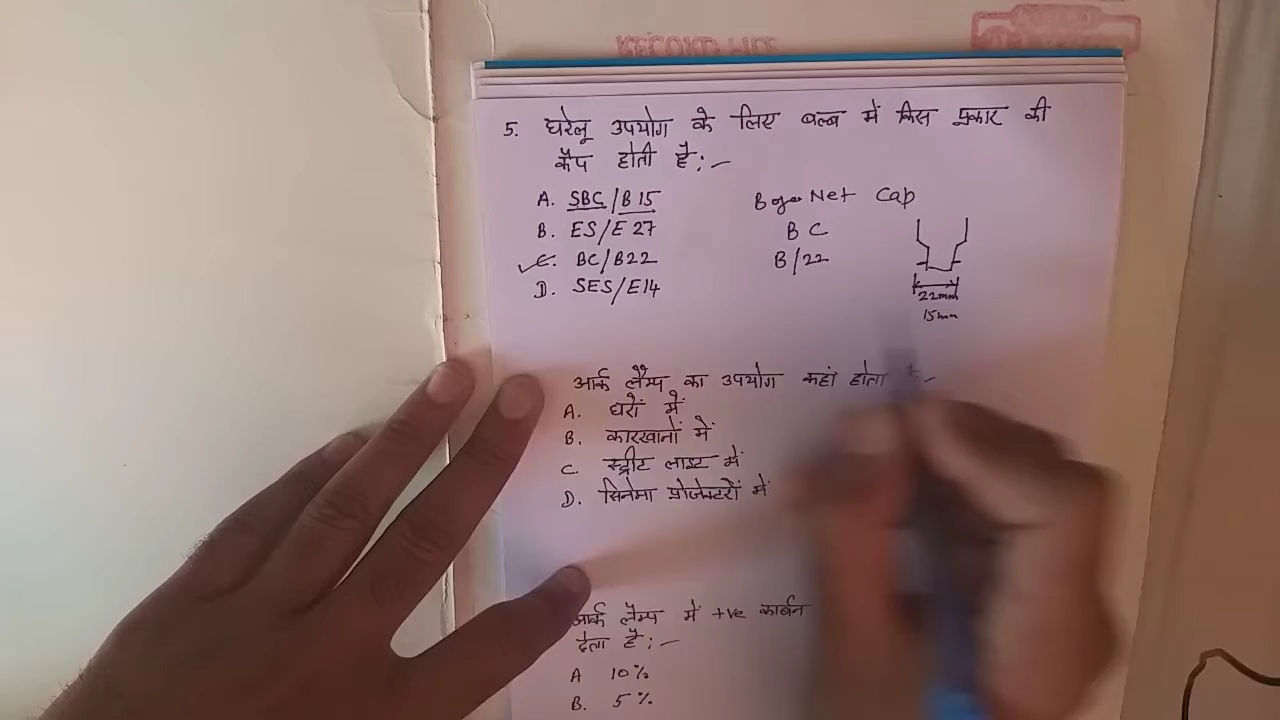 5. घरेलू उपयोग के लिए बल्ब में किस प्रकार की
कैप होती है:-
A. SBC/B15
B. ES/E27
C. BC/B22
D. SES/E14
Net Cap
BC
B/22
22mm
15mm
आर्क लैम्प का उपयोग कहां होता
A. घरों में
B. कारखानों में
C. स्ट्रीट लाइट में
D. सिनेमा प्रोजेक्टरों में
आर्क लैम्प में +ve कार्बन
देता है:-
A 10%
B. 5%